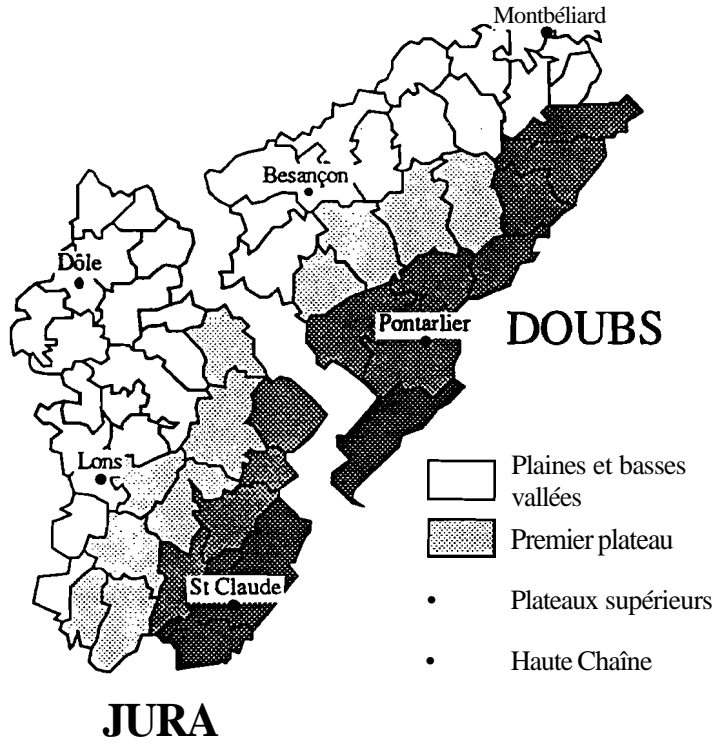 Montbéliard
Besançon
Dôle
Pontarlier
DOUBS
Lons
St Claude
Plaines et basses
vallées
Premier plateau
• Plateaux supérieurs
• Haute Chaîne
JURA